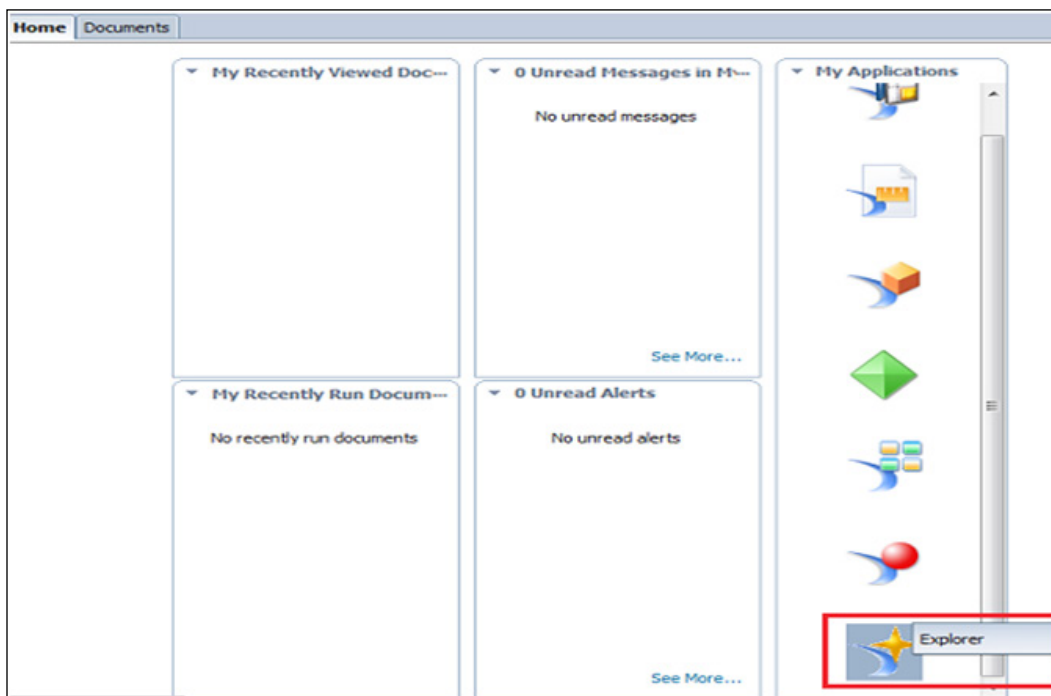 Home Documents
My Recently Viewed Doc...
0 Unread Messages in M...
My Applications
No unread messages
See More...
My Recently Run Docum...
0 Unread Alerts
No recently run documents
No unread alerts
Explorer
See More...